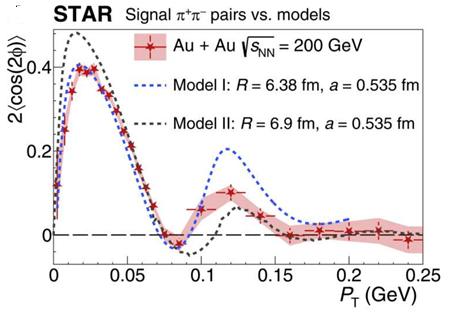 STAR Signal π⁺π⁻ pairs vs. models
Au + Au √sNN = 200 GeV
Model I: R = 6.38 fm, a = 0.535 fm
Model II: R = 6.9 fm, a = 0.535 fm
2⟨cos(2ϕ)⟩
0.4
0.2
0
0 0.05 0.1 0.15 0.2 0.25
PT (GeV)